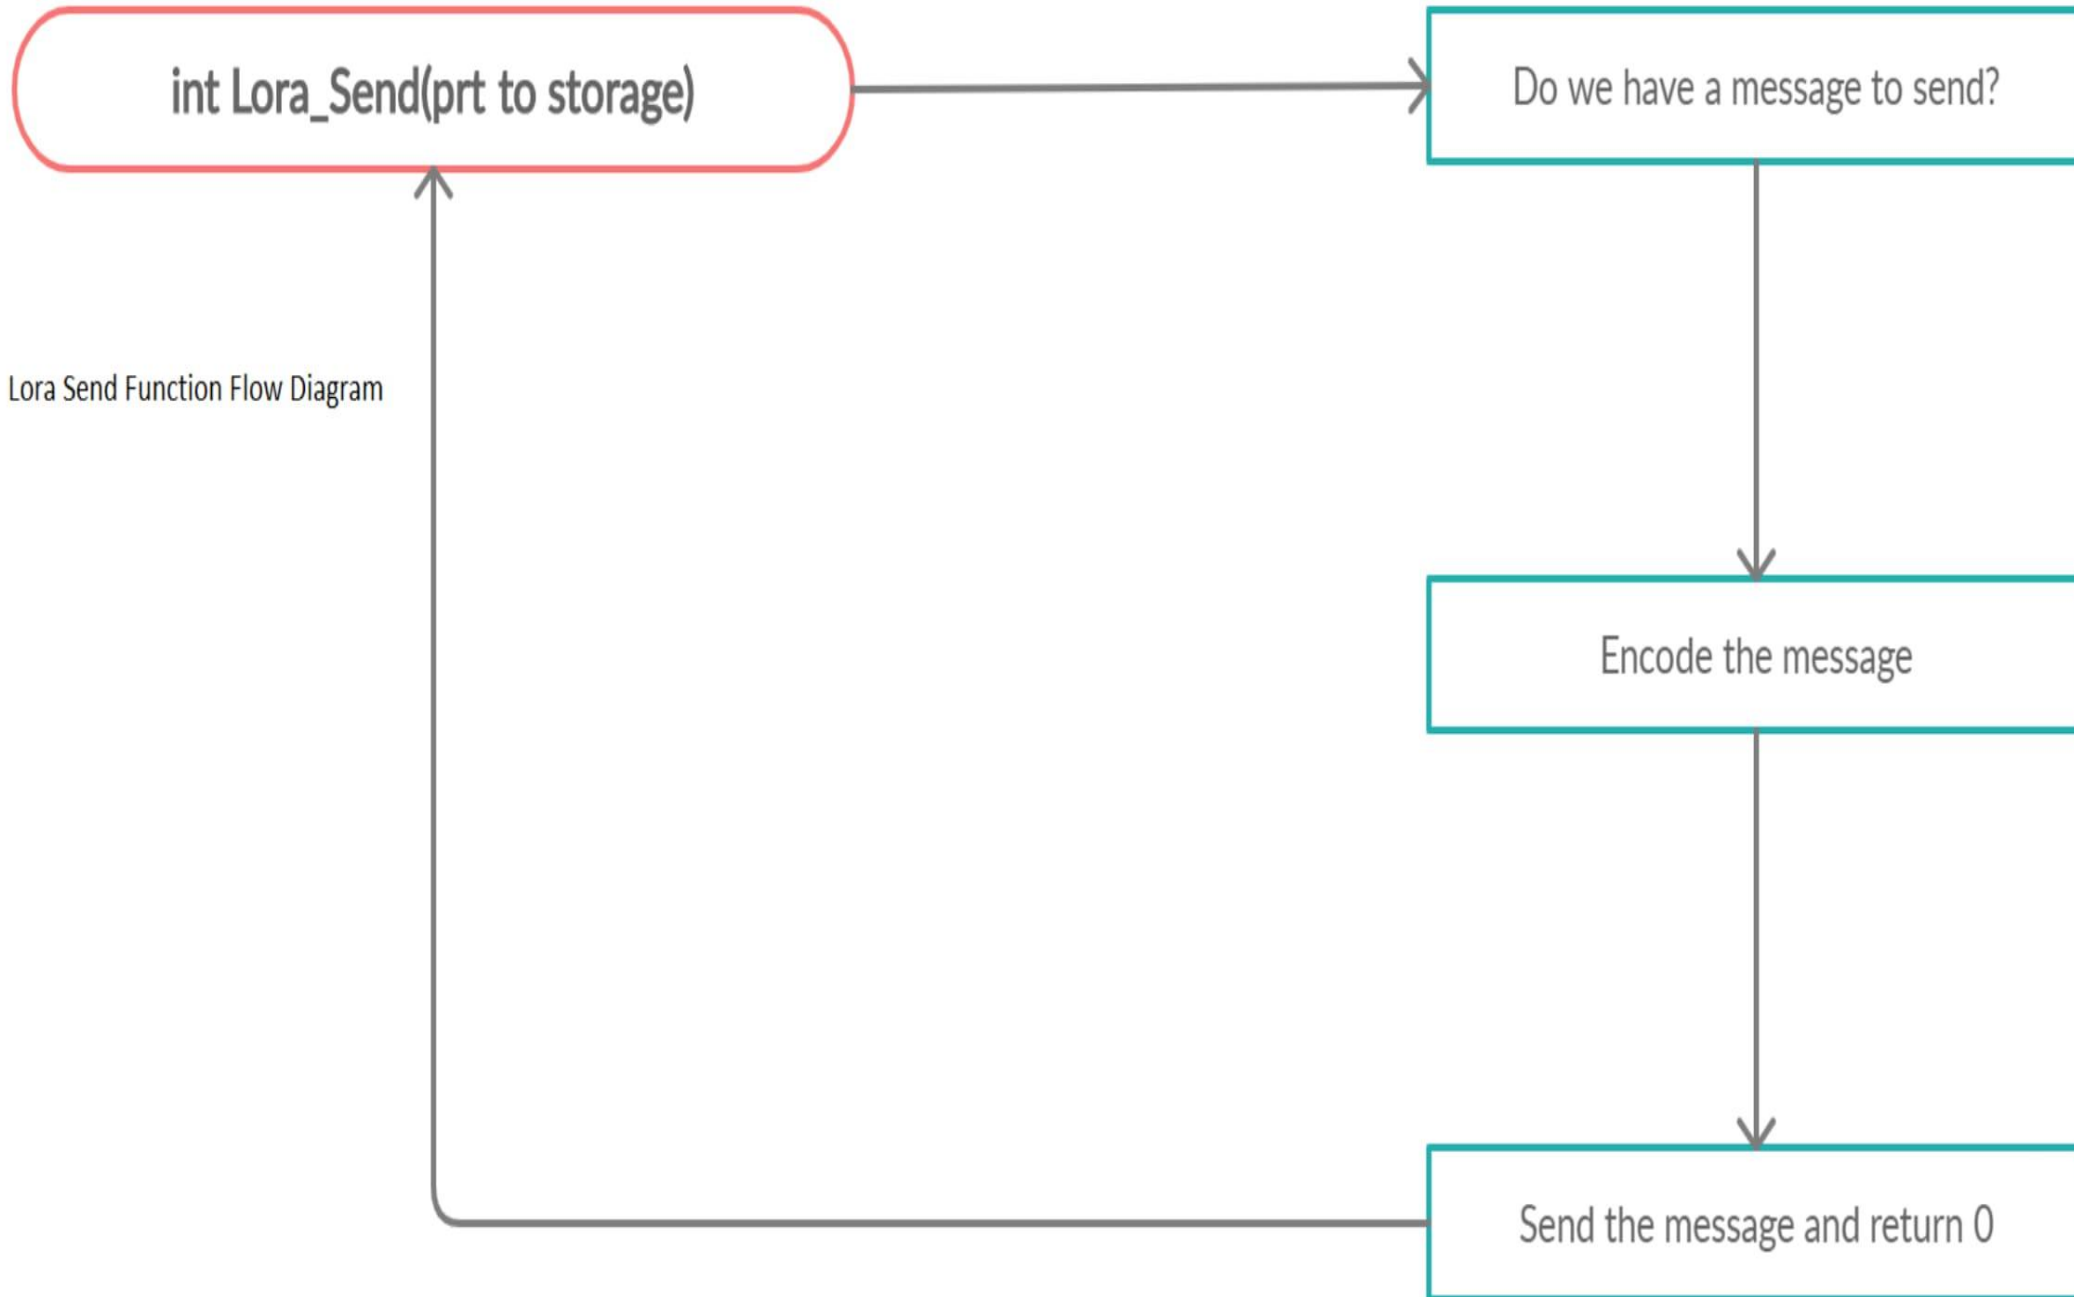 int Lora_Send(prt to storage)
Do we have a message to send?
Lora Send Function Flow Diagram
Encode the message
Send the message and return 0